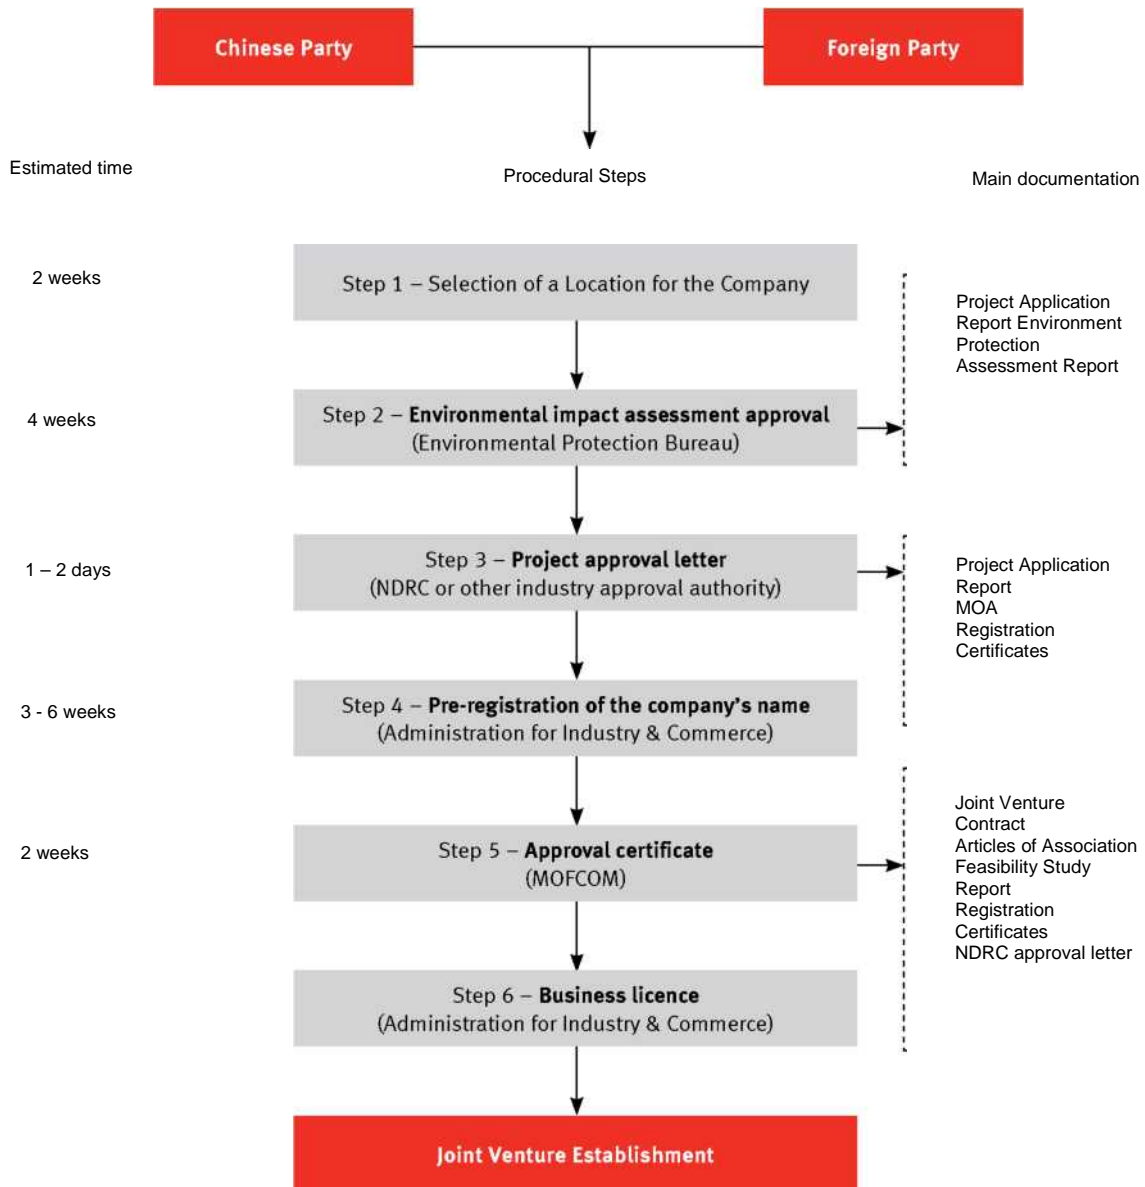 Chinese Party
Foreign Party
Estimated time
Procedural Steps
Main documentation
2 weeks
Step 1 – Selection of a Location for the Company
Project Application
Report Environment
Protection
Assessment Report
4 weeks
Step 2 – Environmental impact assessment approval
(Environmental Protection Bureau)
1 – 2 days
Step 3 – Project approval letter
(NDRC or other industry approval authority)
Project Application
Report
MOA
Registration
Certificates
3 - 6 weeks
Step 4 – Pre-registration of the company’s name
(Administration for Industry & Commerce)
2 weeks
Step 5 – Approval certificate
(MOFCOM)
Joint Venture
Contract
Articles of Association
Feasibility Study
Report
Registration
Certificates
NDRC approval letter
Step 6 – Business licence
(Administration for Industry & Commerce)
Joint Venture Establishment